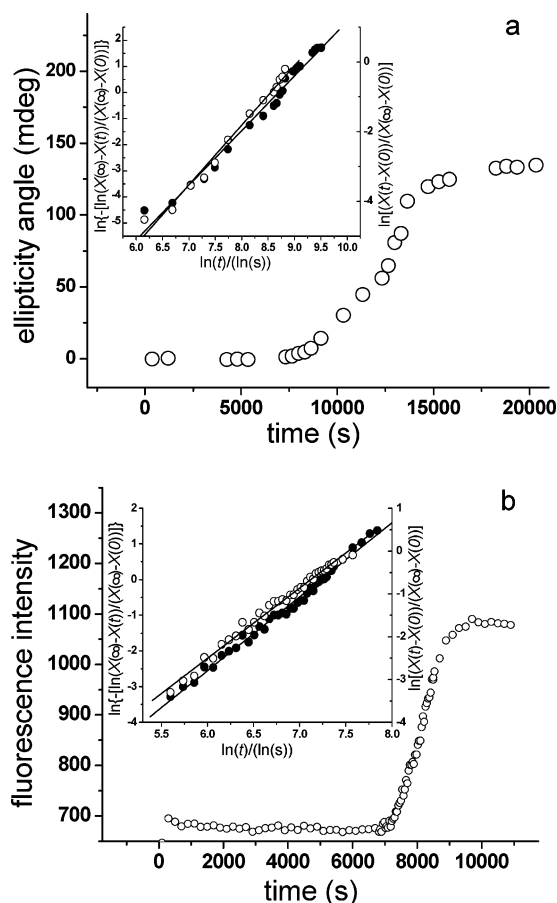 a
ellipticity angle (mdeg)
200
150
100
50
0
0 5000 10000 15000 20000
time (s)
ln{-[ln(X(∞)-X(t))/(X(∞)-X(0))]}
2
1
0
-1
-2
-3
-4
-5
6.0 6.5 7.0 7.5 8.0 8.5 9.0 9.5 10.0
ln(t)/(ln(s))
0
-2
-4
ln[(X(t)-X(0))/(X(∞)-X(0))]
b
fluorescence intensity
1300
1200
1100
1000
900
800
700
0 2000 4000 6000 8000 10000
time (s)
ln{-[ln(X(∞)-X(t))/(X(∞)-X(0))]}
2
1
0
-1
-2
-3
-4
5.5 6.0 6.5 7.0 7.5 8.0
ln(t)/(ln(s))
1
0
-1
-2
-3
-4
ln[(X(t)-X(0))/(X(∞)-X(0))]